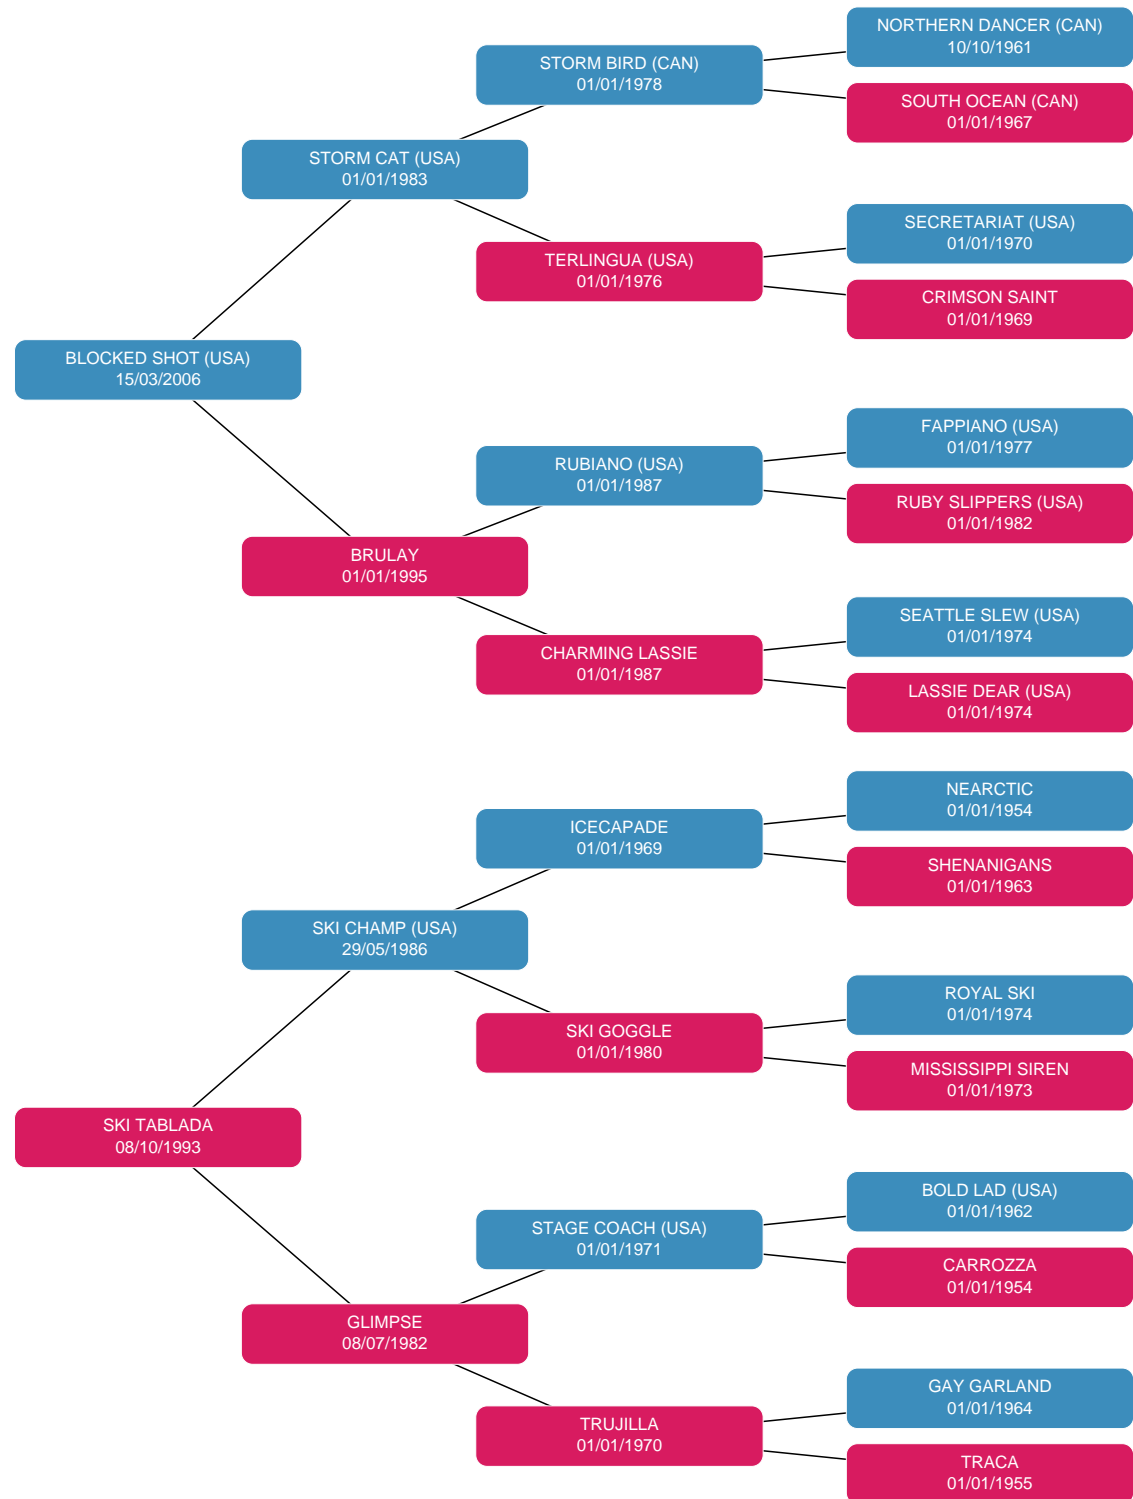 NORTHERN DANCER (CAN)
10/10/1961
STORM BIRD (CAN)
01/01/1978
SOUTH OCEAN (CAN)
01/01/1967
STORM CAT (USA)
01/01/1983
SECRETARIAT (USA)
01/01/1970
TERLINGUA (USA)
01/01/1976
CRIMSON SAINT
01/01/1969
BLOCKED SHOT (USA)
15/03/2006
FAPPIANO (USA)
01/01/1977
RUBIANO (USA)
01/01/1987
RUBY SLIPPERS (USA)
01/01/1982
BRULAY
01/01/1995
SEATTLE SLEW (USA)
01/01/1974
CHARMING LASSIE
01/01/1987
LASSIE DEAR (USA)
01/01/1974
NEARCTIC
01/01/1954
ICECAPADE
01/01/1969
SHENANIGANS
01/01/1963
SKI CHAMP (USA)
29/05/1986
ROYAL SKI
01/01/1974
SKI GOGGLE
01/01/1980
MISSISSIPPI SIREN
01/01/1973
SKI TABLADA
08/10/1993
BOLD LAD (USA)
01/01/1962
STAGE COACH (USA)
01/01/1971
CARROZZA
01/01/1954
GLIMPSE
08/07/1982
GAY GARLAND
01/01/1964
TRUJILLA
01/01/1970
TRACA
01/01/1955